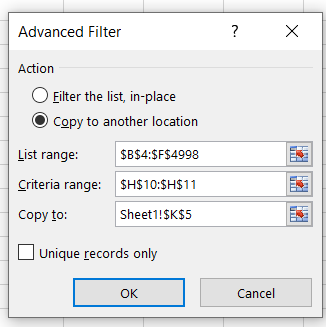 Advanced Filter ? ×
Action
Filter the list, in-place
Copy to another location
List range: $B$4:$F$4998
Criteria range: $H$10:$H$11
Copy to: Sheet1!$K$5
Unique records only
OK Cancel